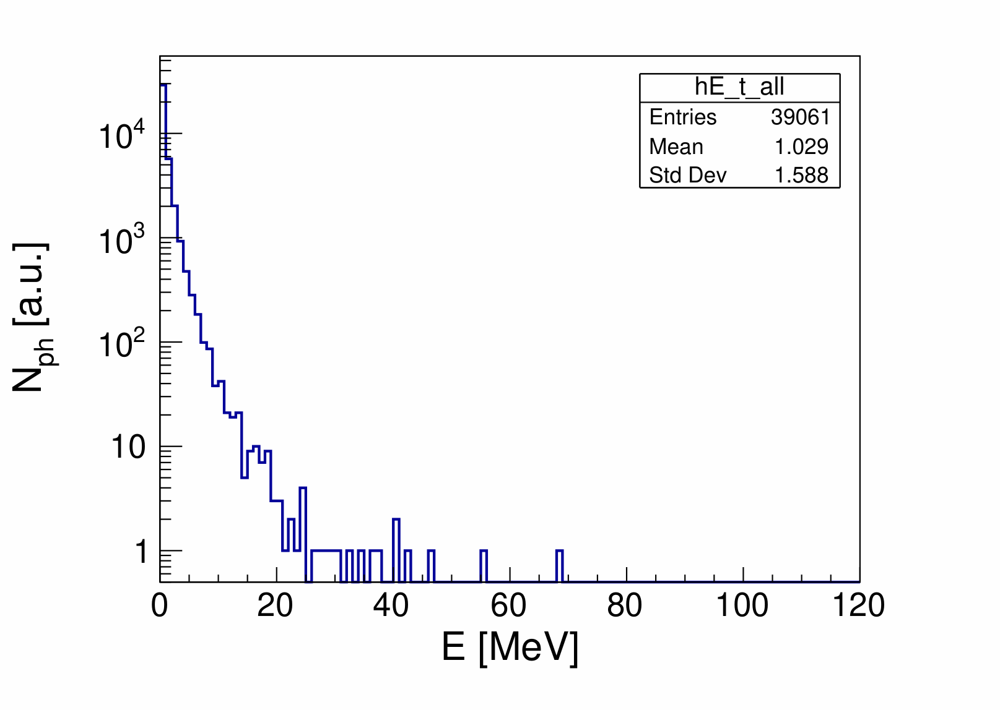 hE_t_all
Entries 39061
Mean 1.029
Std Dev 1.588
N_ph [a.u.]
10^4
10^3
10^2
10
1
0 20 40 60 80 100 120
E [MeV]